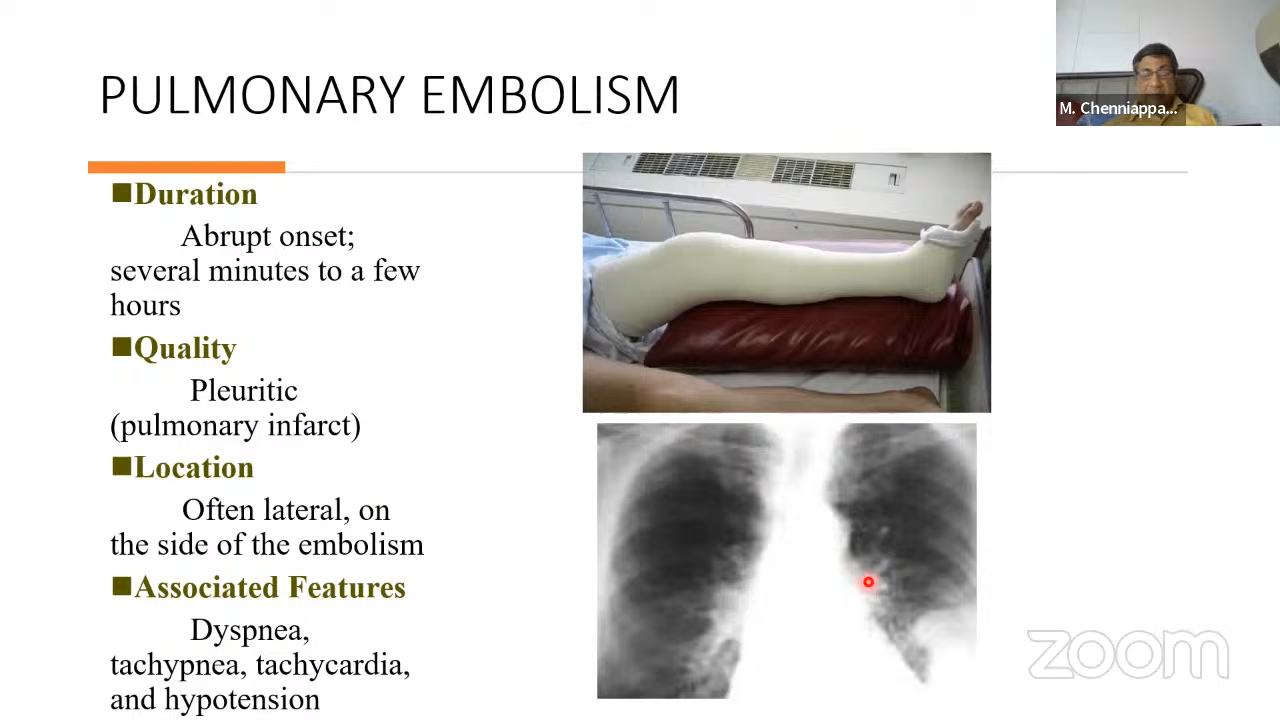 PULMONARY EMBOLISM
M. Chenniappa...
■Duration
Abrupt onset;
several minutes to a few
hours
■Quality
Pleuritic
(pulmonary infarct)
■Location
Often lateral, on
the side of the embolism
■Associated Features
Dyspnea,
tachypnea, tachycardia,
and hypotension
zoom